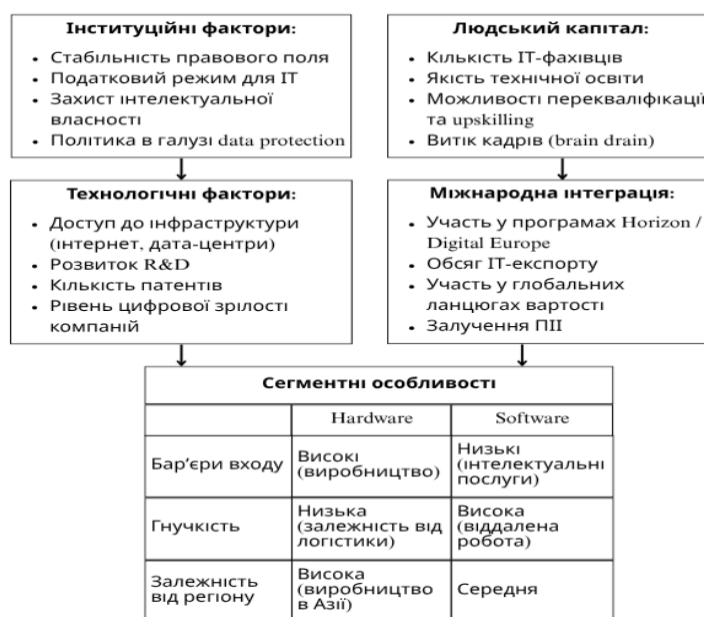 Інституційні фактори:
• Стабільність правового поля
• Податковий режим для ІТ
• Захист інтелектуальної
власності
• Політика в галузі data protection
Людський капітал:
• Кількість ІТ-фахівців
• Якість технічної освіти
• Можливості перекваліфікації
та upskilling
• Витік кадрів (brain drain)
Технологічні фактори:
• Доступ до інфраструктури
(інтернет, дата-центри)
• Розвиток R&D
• Кількість патентів
• Рівень цифрової зрілості
компаній
Міжнародна інтеграція:
• Участь у програмах Horizon /
Digital Europe
• Обсяг ІТ-експорту
• Участь у глобальних
ланцюгах вартості
• Залучення ПІІ
Сегментні особливості
Hardware Software
Бар'єри входу
Високі
(виробництво)
Низькі
(інтелектуальні
послуги)
Гнучкість
Низька
(залежність від
логістики)
Висока
(віддалена
робота)
Залежність
від регіону
Висока
(виробництво
в Азії)
Середня